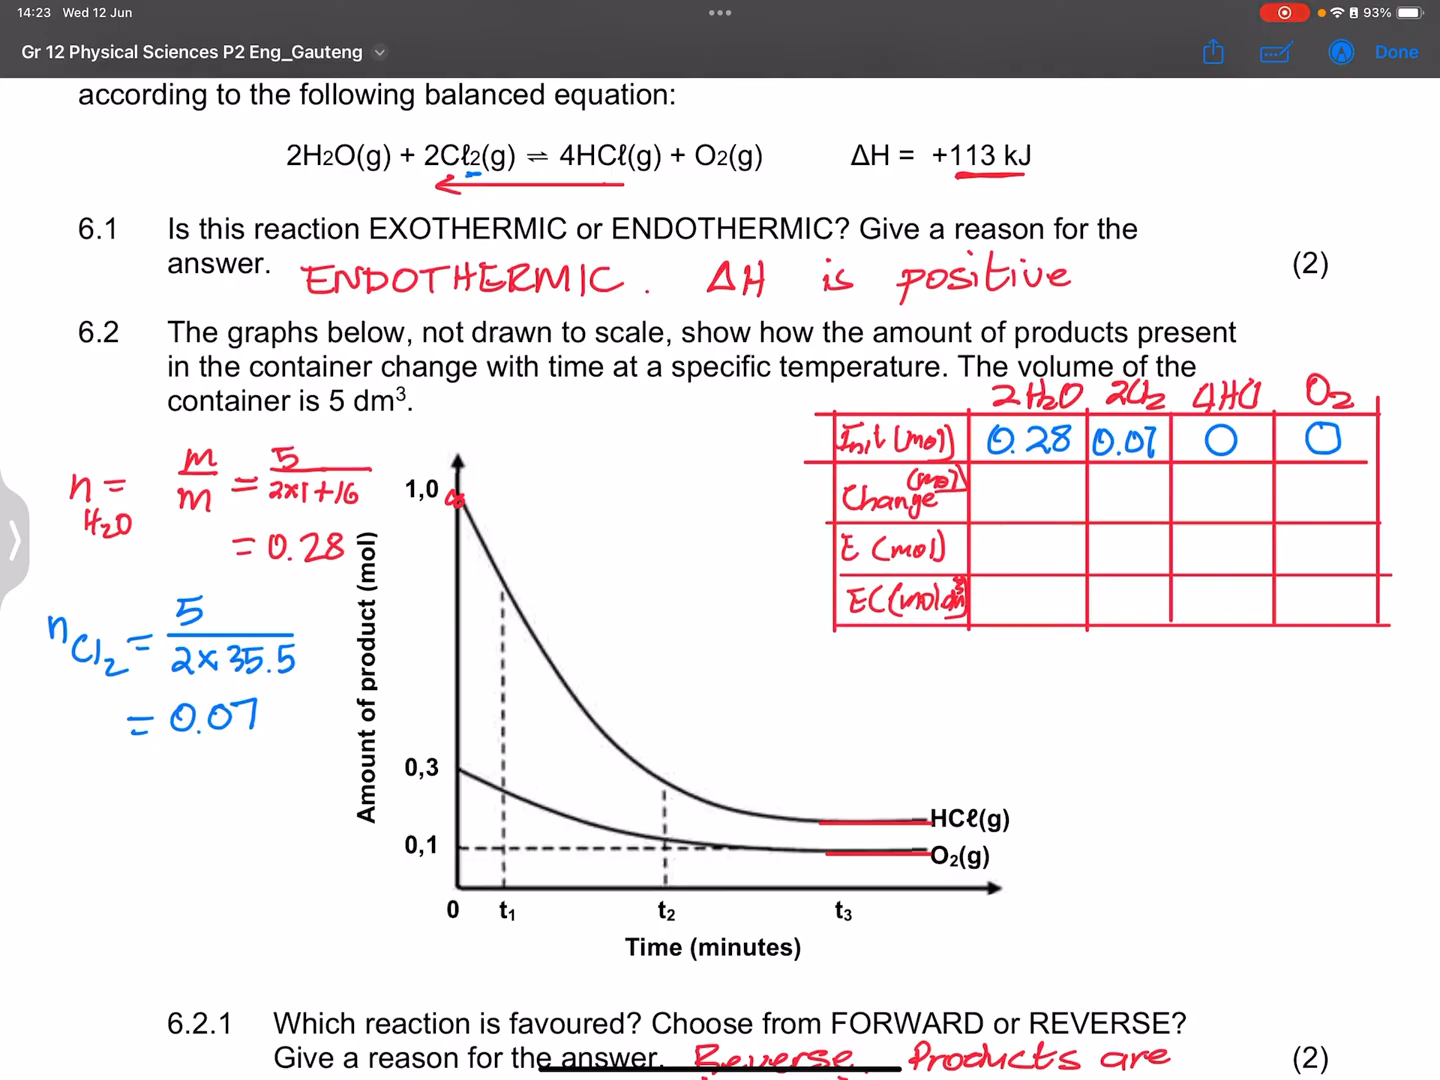 14:23 Wed 12 Jun
93%
Gr 12 Physical Sciences P2 Eng_Gauteng
Done
according to the following balanced equation:
2H2O(g) + 2Cℓ2(g) ⇌ 4HCℓ(g) + O2(g) ΔH = +113 kJ
6.1 Is this reaction EXOTHERMIC or ENDOTHERMIC? Give a reason for the
answer. ENDOTHERMIC. ΔH is positive (2)
6.2 The graphs below, not drawn to scale, show how the amount of products present
in the container change with time at a specific temperature. The volume of the
container is 5 dm³.
2H2O 2Cl2 4HCl O2
Init (mol) 0.28 0.07 0 0
Change (mol)
E (mol)
EC (moldm⁻³)
n H2O = m/M = 5/2x1+16
= 0.28
nCl2 = 5/2x35.5
= 0.07
Amount of product (mol)
1,0
0,3
0,1
HCℓ(g)
O2(g)
0 t1 t2 t3
Time (minutes)
6.2.1 Which reaction is favoured? Choose from FORWARD or REVERSE?
Give a reason for the answer. Reverse. Products are (2)